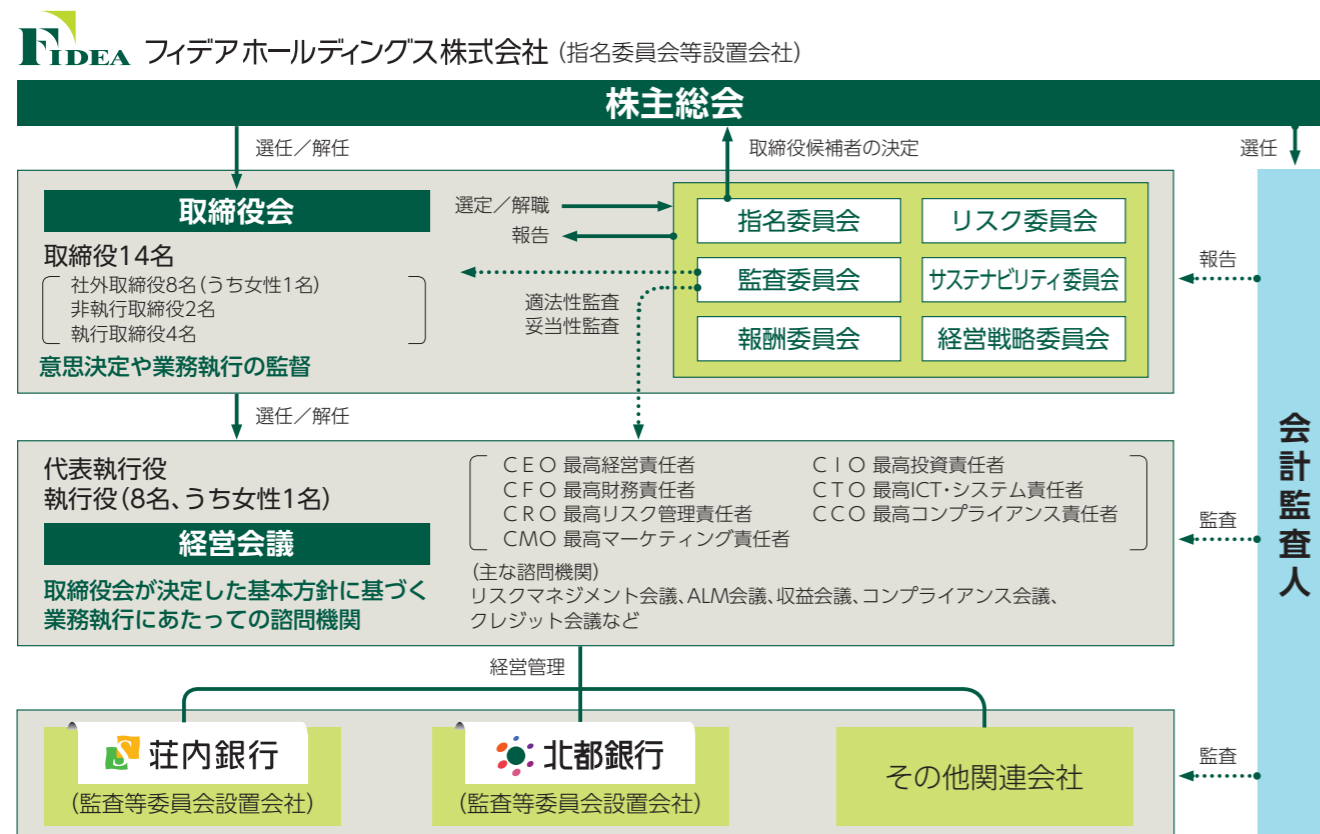 FIDEA フィデアホールディングス株式会社(指名委員会等設置会社)
株主総会
選任/解任
取締役候補者の決定
選任
取締役会
取締役14名
社外取締役8名(うち女性1名)
非執行取締役2名
執行取締役4名
意思決定や業務執行の監督
選定/解職
報告
適法性監査
妥当性監査
指名委員会
リスク委員会
監査委員会
サステナビリティ委員会
報酬委員会
経営戦略委員会
報告
選任/解任
代表執行役
執行役(8名、うち女性1名)
経営会議
取締役会が決定した基本方針に基づく
業務執行にあたっての諮問機関
CEO 最高経営責任者
CFO 最高財務責任者
CRO 最高リスク管理責任者
CMO 最高マーケティング責任者
CIO 最高投資責任者
CTO 最高ICT・システム責任者
CCO 最高コンプライアンス責任者
(主な諮問機関)
リスクマネジメント会議、ALM会議、収益会議、コンプライアンス会議、
クレジット会議など
監査
会計監査人
経営管理
S 荘内銀行
(監査等委員会設置会社)
北都銀行
(監査等委員会設置会社)
その他関連会社
監査